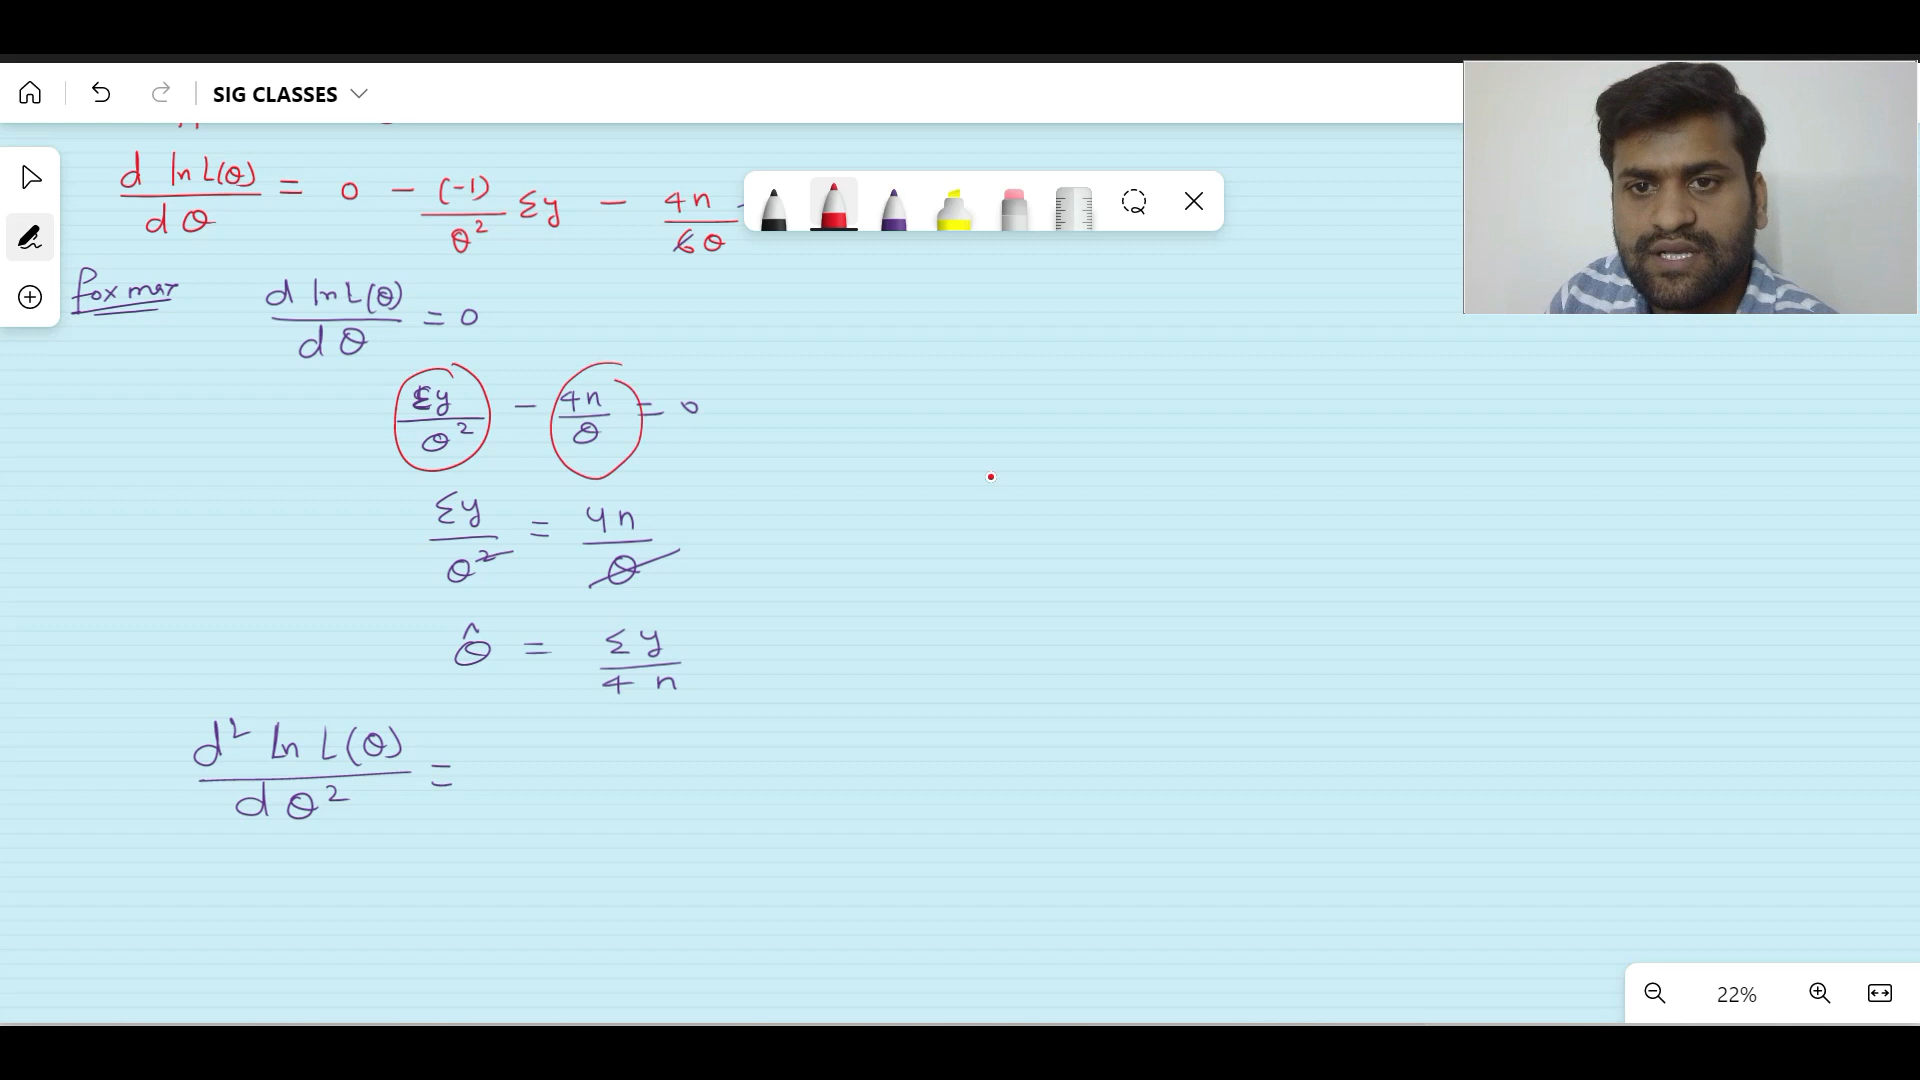 SIG CLASSES
d ln L(θ) / dθ = 0 - (-1)/θ² Σy - 4n/θ
for max d ln L(θ) / dθ = 0
Σy/θ² - 4n/θ = 0
Σy/θ² = 4n/θ
θ̂ = Σy / 4n
d² ln L(θ) / dθ² =
22%